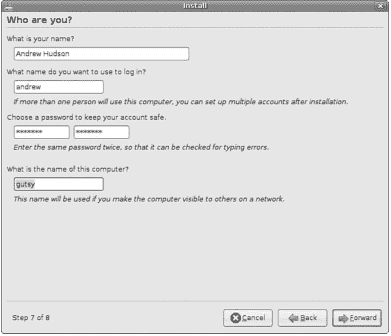 Install
Who are you?
What is your name?
Andrew Hudson
What name do you want to use to log in?
andrew
If more than one person will use this computer, you can set up multiple accounts after installation.
Choose a password to keep your account safe.
******* *******
Enter the same password twice, so that it can be checked for typing errors.
What is the name of this computer?
gutsy
This name will be used if you make the computer visible to others on a network.
Step 7 of 8
Cancel Back Forward